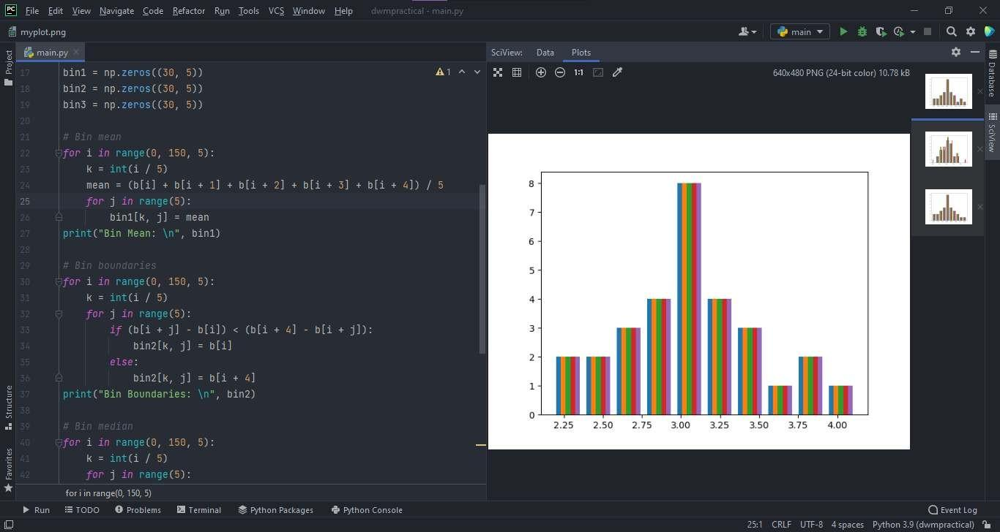 PC File Edit View Navigate Code Refactor Run Tools VCS Window Help dwmpractical - main.py
myplot.png main
Project
main.py
SciView: Data Plots
1
1:1 640x480 PNG (24-bit color) 10.78 kB
Database
SciView
17 bin1 = np.zeros((30, 5))
18 bin2 = np.zeros((30, 5))
19 bin3 = np.zeros((30, 5))
20
21 # Bin mean
22 for i in range(0, 150, 5):
23 k = int(i / 5)
24 mean = (b[i] + b[i + 1] + b[i + 2] + b[i + 3] + b[i + 4]) / 5
25 for j in range(5):
26 bin1[k, j] = mean
27 print("Bin Mean: \n", bin1)
28
29 # Bin boundaries
30 for i in range(0, 150, 5):
31 k = int(i / 5)
32 for j in range(5):
33 if (b[i + j] - b[i]) < (b[i + 4] - b[i + j]):
34 bin2[k, j] = b[i]
35 else:
36 bin2[k, j] = b[i + 4]
37 print("Bin Boundaries: \n", bin2)
38
39 # Bin median
40 for i in range(0, 150, 5):
41 k = int(i / 5)
42 for j in range(5):
for i in range(0, 150, 5)
8
7
6
5
4
3
2
1
0
2.25 2.50 2.75 3.00 3.25 3.50 3.75 4.00
Structure
Favorites
Run TODO Problems Terminal Python Packages Python Console Event Log
25:1 CRLF UTF-8 4 spaces Python 3.9 (dwmpractical)